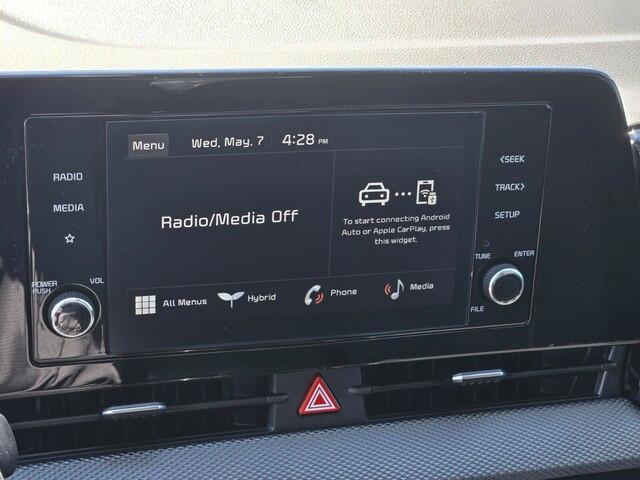 Menu Wed, May. 7 4:28 PM
RADIO
MEDIA
Radio/Media Off
To start connecting Android
Auto or Apple CarPlay, press
this widget.
All Menus Hybrid Phone Media
POWER
PUSH
VOL
<SEEK
TRACK>
SETUP
TUNE
ENTER
FILE